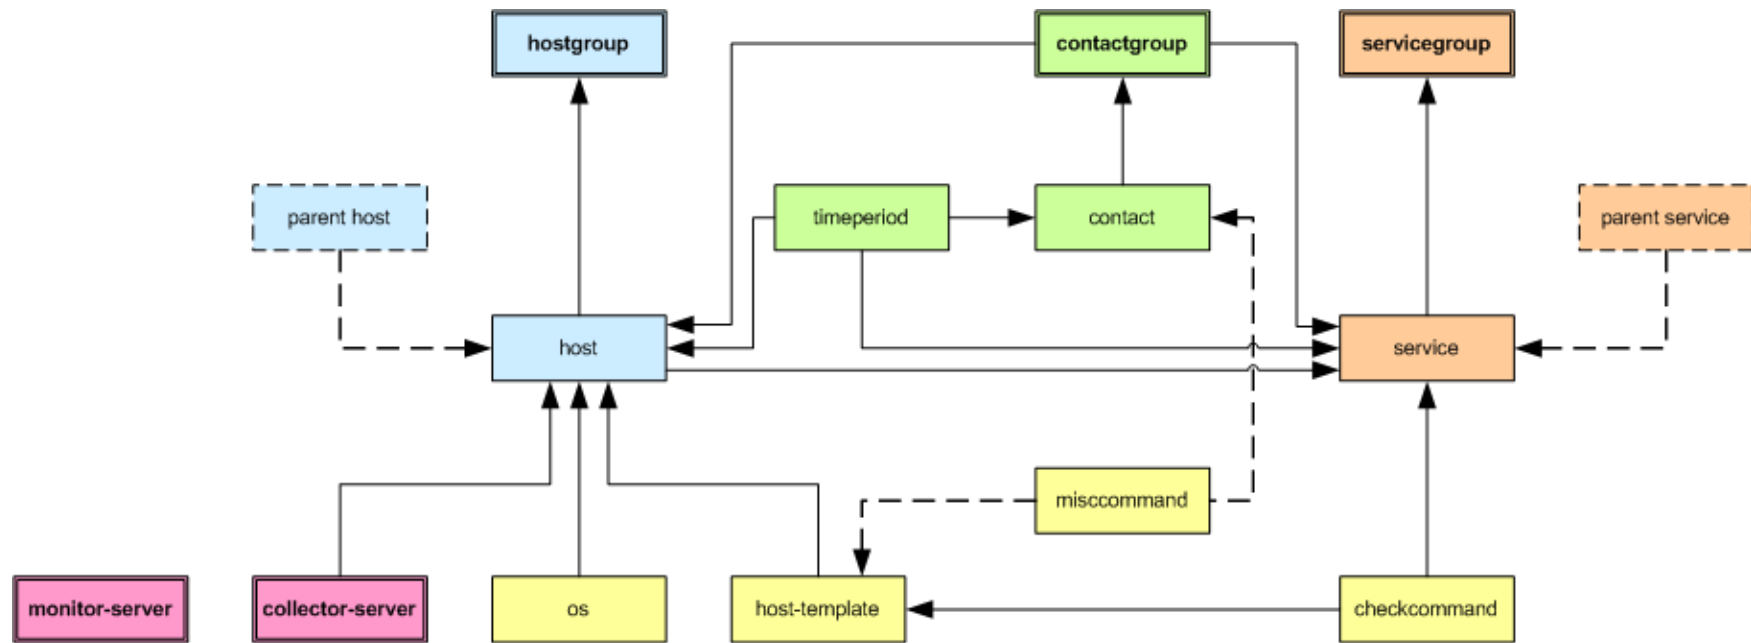 hostgroup
contactgroup
servicegroup
parent host
timeperiod
contact
parent service
host
service
misccommand
monitor-server
collector-server
os
host-template
checkcommand